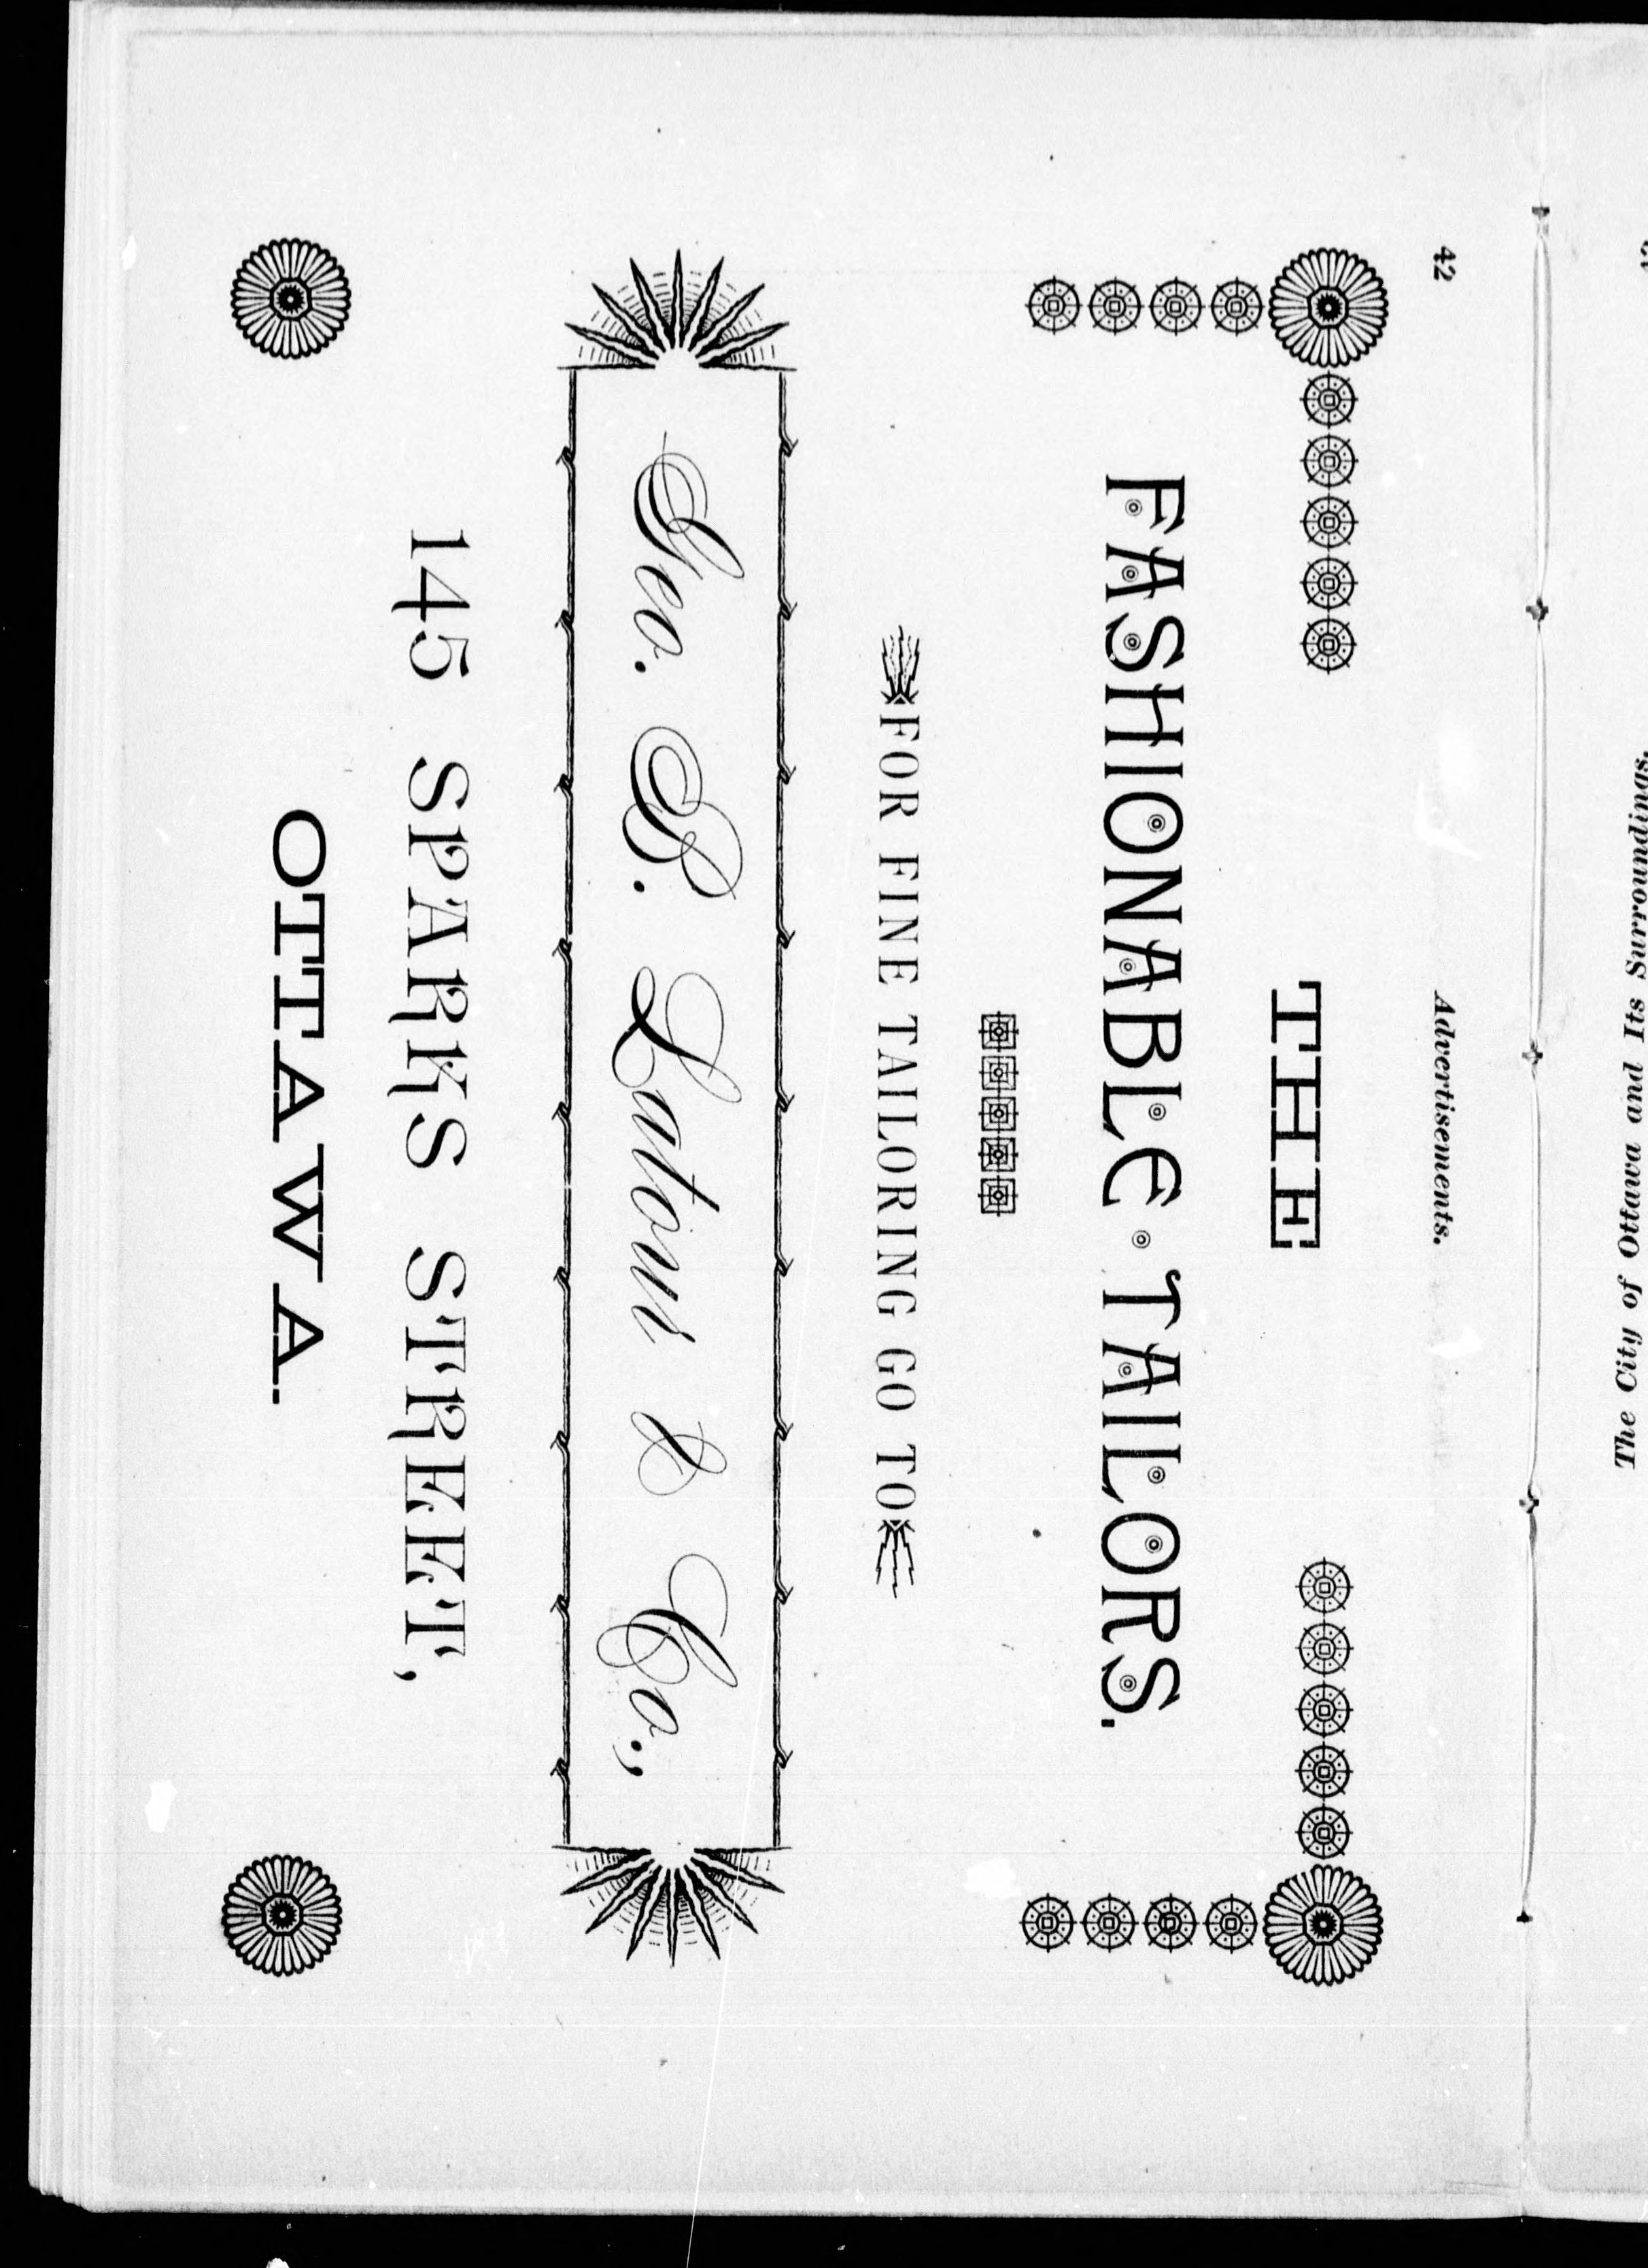 42
Advertisements.
THE
FASHIONABLE · TAILORS.
FOR FINE TAILORING GO TO
Geo. B. Latour & Co.,
145 SPARKS STREET,
OTTAWA.
The City of Ottawa and Its Surroundings.